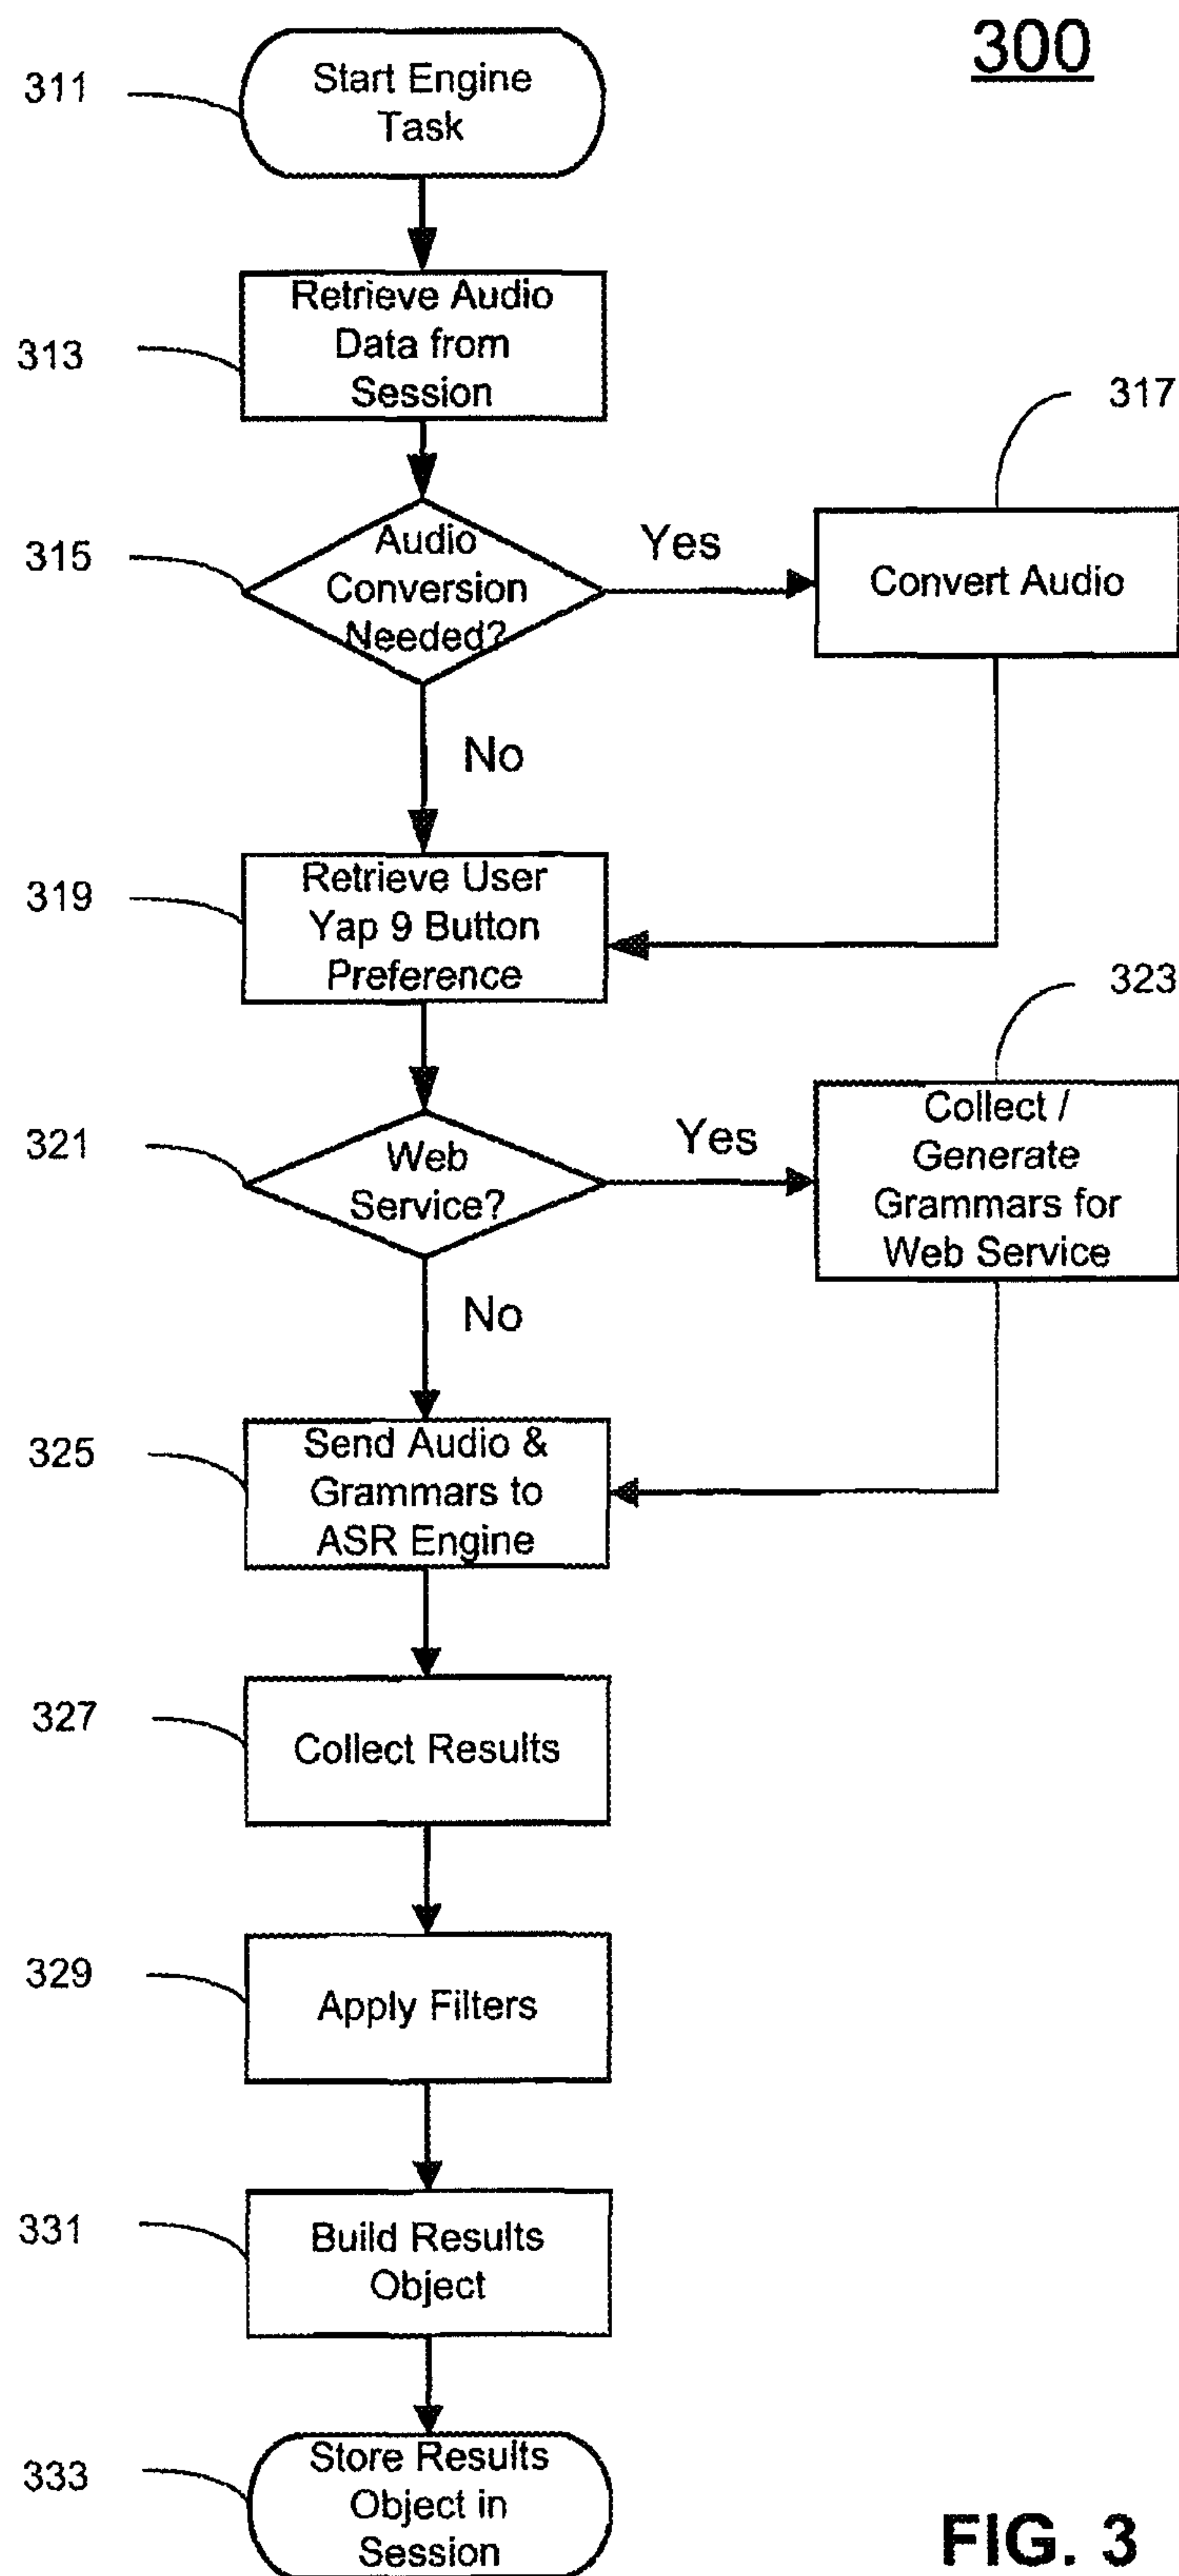 300
311
Start Engine
Task
313
Retrieve Audio
Data from
Session
317
315
Audio
Conversion
Needed?
Yes
Convert Audio
No
319
Retrieve User
Yap 9 Button
Preference
323
321
Web
Service?
Yes
Collect /
Generate
Grammars for
Web Service
No
325
Send Audio &
Grammars to
ASR Engine
327
Collect Results
329
Apply Filters
331
Build Results
Object
333
Store Results
Object in
Session
FIG. 3